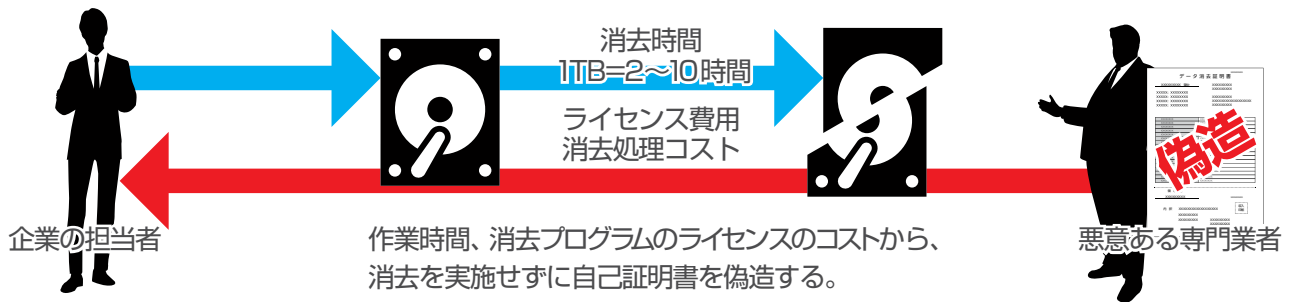 消去時間
1TB=2〜10時間
ライセンス費用
消去処理コスト
データ消去証明書
偽造
企業の担当者
作業時間、消去プログラムのライセンスのコストから、
消去を実施せずに自己証明書を偽造する。
悪意ある専門業者